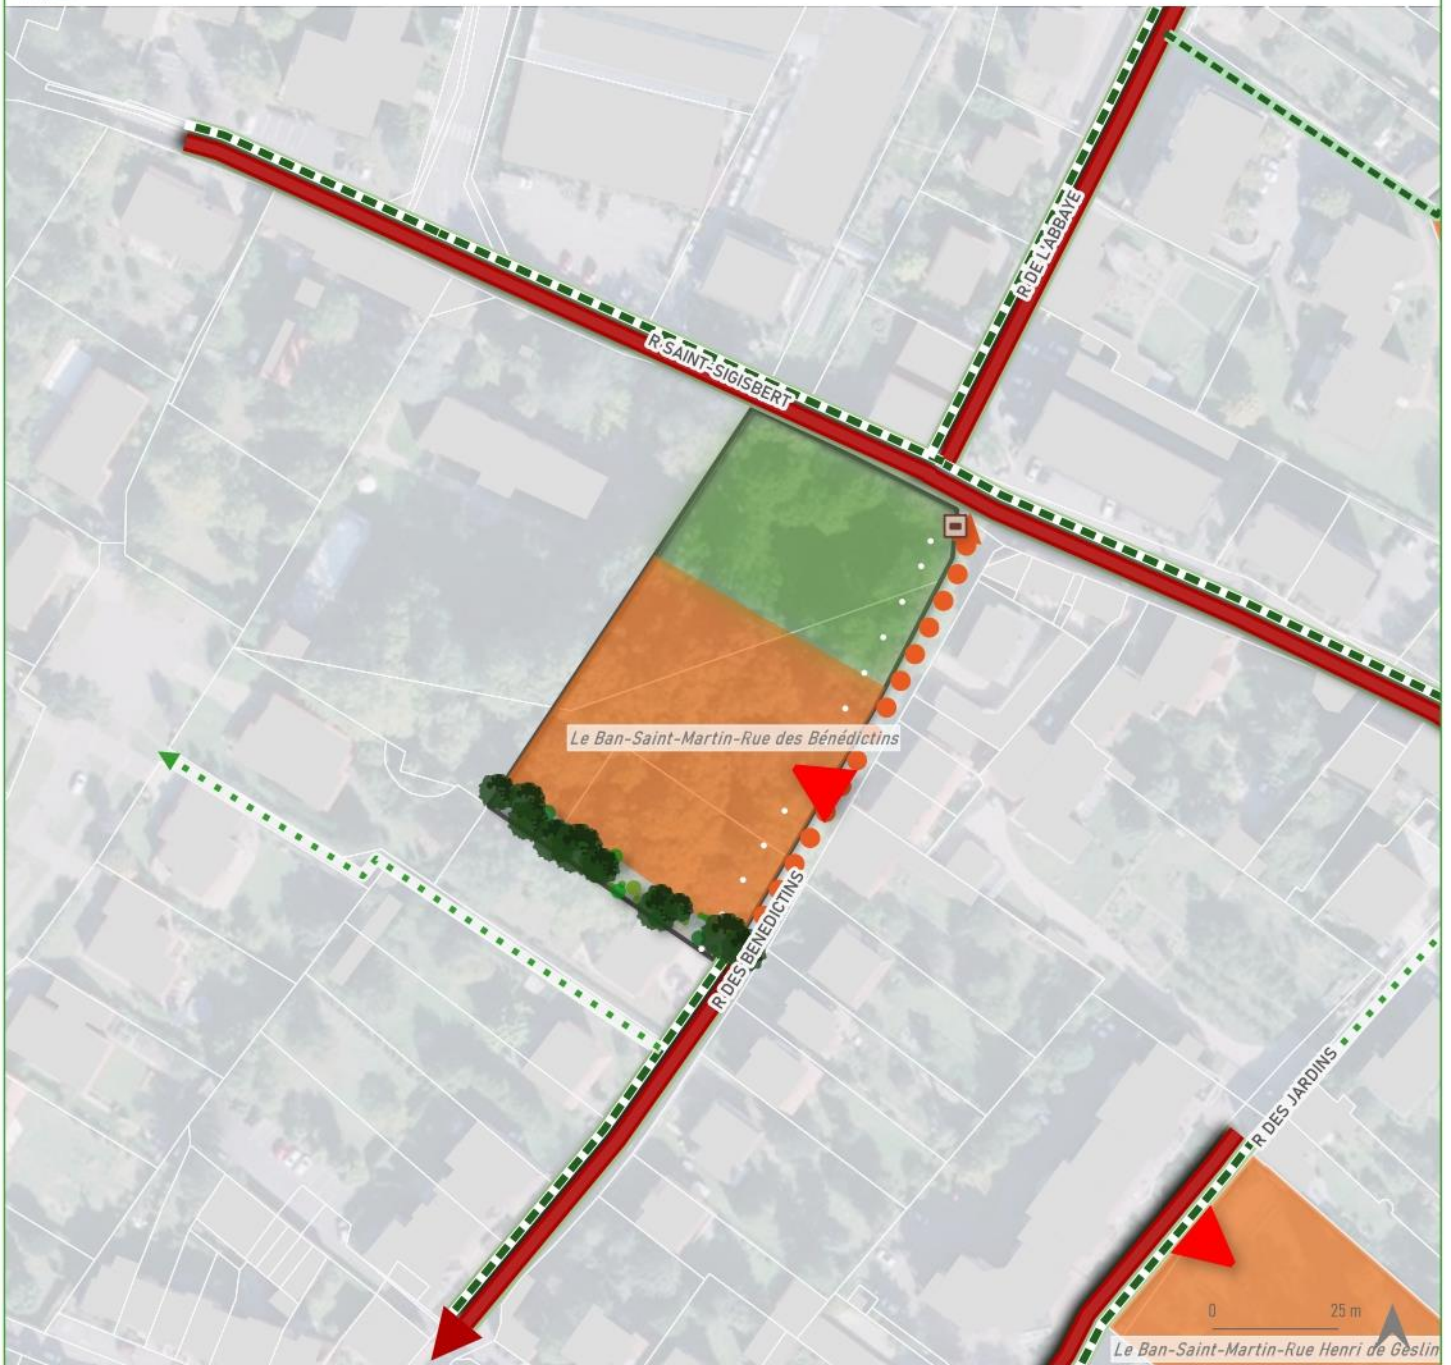 R DE L'ABBAYE
R SAINT-SIGISBERT
Le Ban-Saint-Martin-Rue des Bénédictins
R DES BENEDICTINS
R DES JARDINS
0 25 m
Le Ban-Saint-Martin-Rue Henri de Geslin